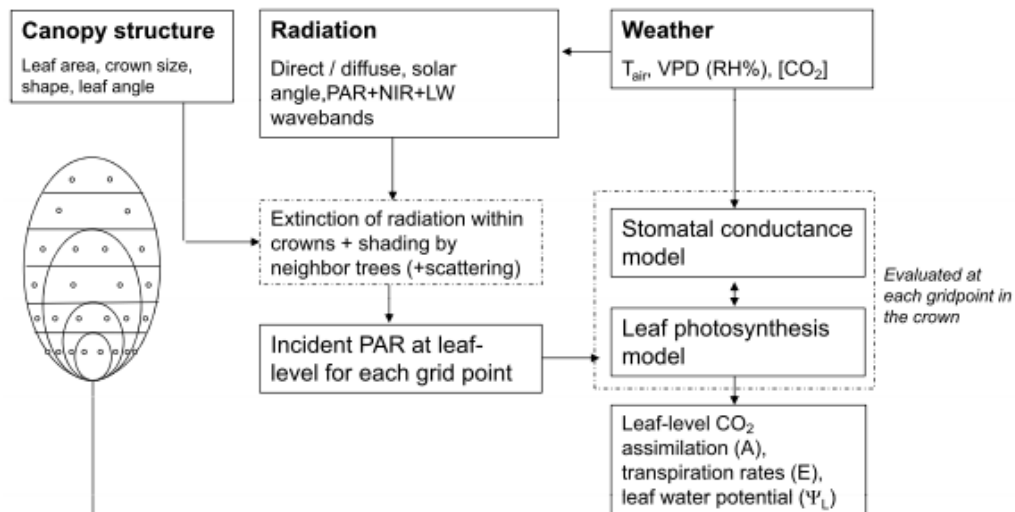 Canopy structure
Leaf area, crown size,
shape, leaf angle
Radiation
Direct / diffuse, solar
angle,PAR+NIR+LW
wavebands
Weather
Tair, VPD (RH%), [CO₂]
Extinction of radiation within
crowns + shading by
neighbor trees (+scattering)
Stomatal conductance
model
Evaluated at
each gridpoint in
the crown
Incident PAR at leaf-
level for each grid point
Leaf photosynthesis
model
Leaf-level CO₂
assimilation (A),
transpiration rates (E),
leaf water potential (ΨL)